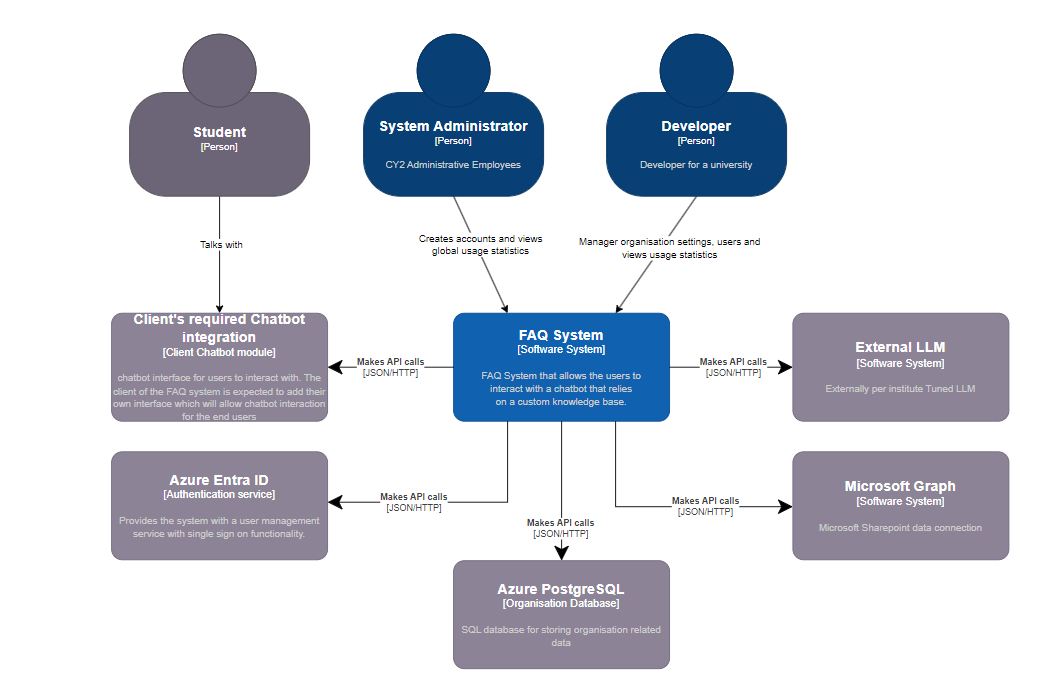 Student
[Person]
System Administrator
[Person]
CY2 Administrative Employees
Developer
[Person]
Developer for a university
Talks with
Creates accounts and views
global usage statistics
Manager organisation settings, users and
views usage statistics
Client's required Chatbot
integration
[Client Chatbot module]
chatbot interface for users to interact with. The
client of the FAQ system is expected to add their
own interface which will allow chatbot interaction
for the end users
Makes API calls
[JSON/HTTP]
FAQ System
[Software System]
FAQ System that allows the users to
interact with a chatbot that relies
on a custom knowledge base.
Makes API calls
[JSON/HTTP]
External LLM
[Software System]
Externally per institute Tuned LLM
Azure Entra ID
[Authentication service]
Provides the system with a user management
service with single sign on functionality.
Makes API calls
[JSON/HTTP]
Makes API calls
[JSON/HTTP]
Makes API calls
[JSON/HTTP]
Microsoft Graph
[Software System]
Microsoft Sharepoint data connection
Azure PostgreSQL
[Organisation Database]
SQL database for storing organisation related
data